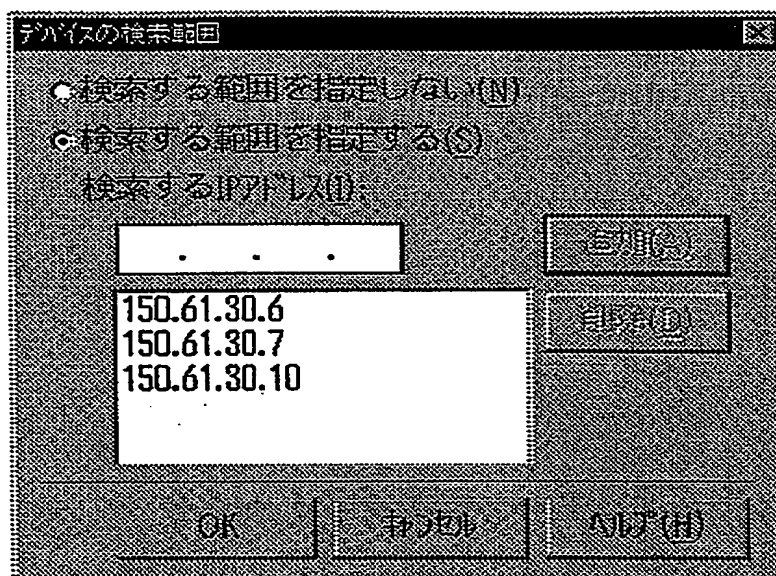 デバイスの検索範囲
検索する範囲を指定しない(N)
検索する範囲を指定する(S)
検索するIPアドレス(I):
. . .
追加(A)
150.61.30.6
150.61.30.7
150.61.30.10
削除(D)
OK
キャンセル
ヘルプ(H)